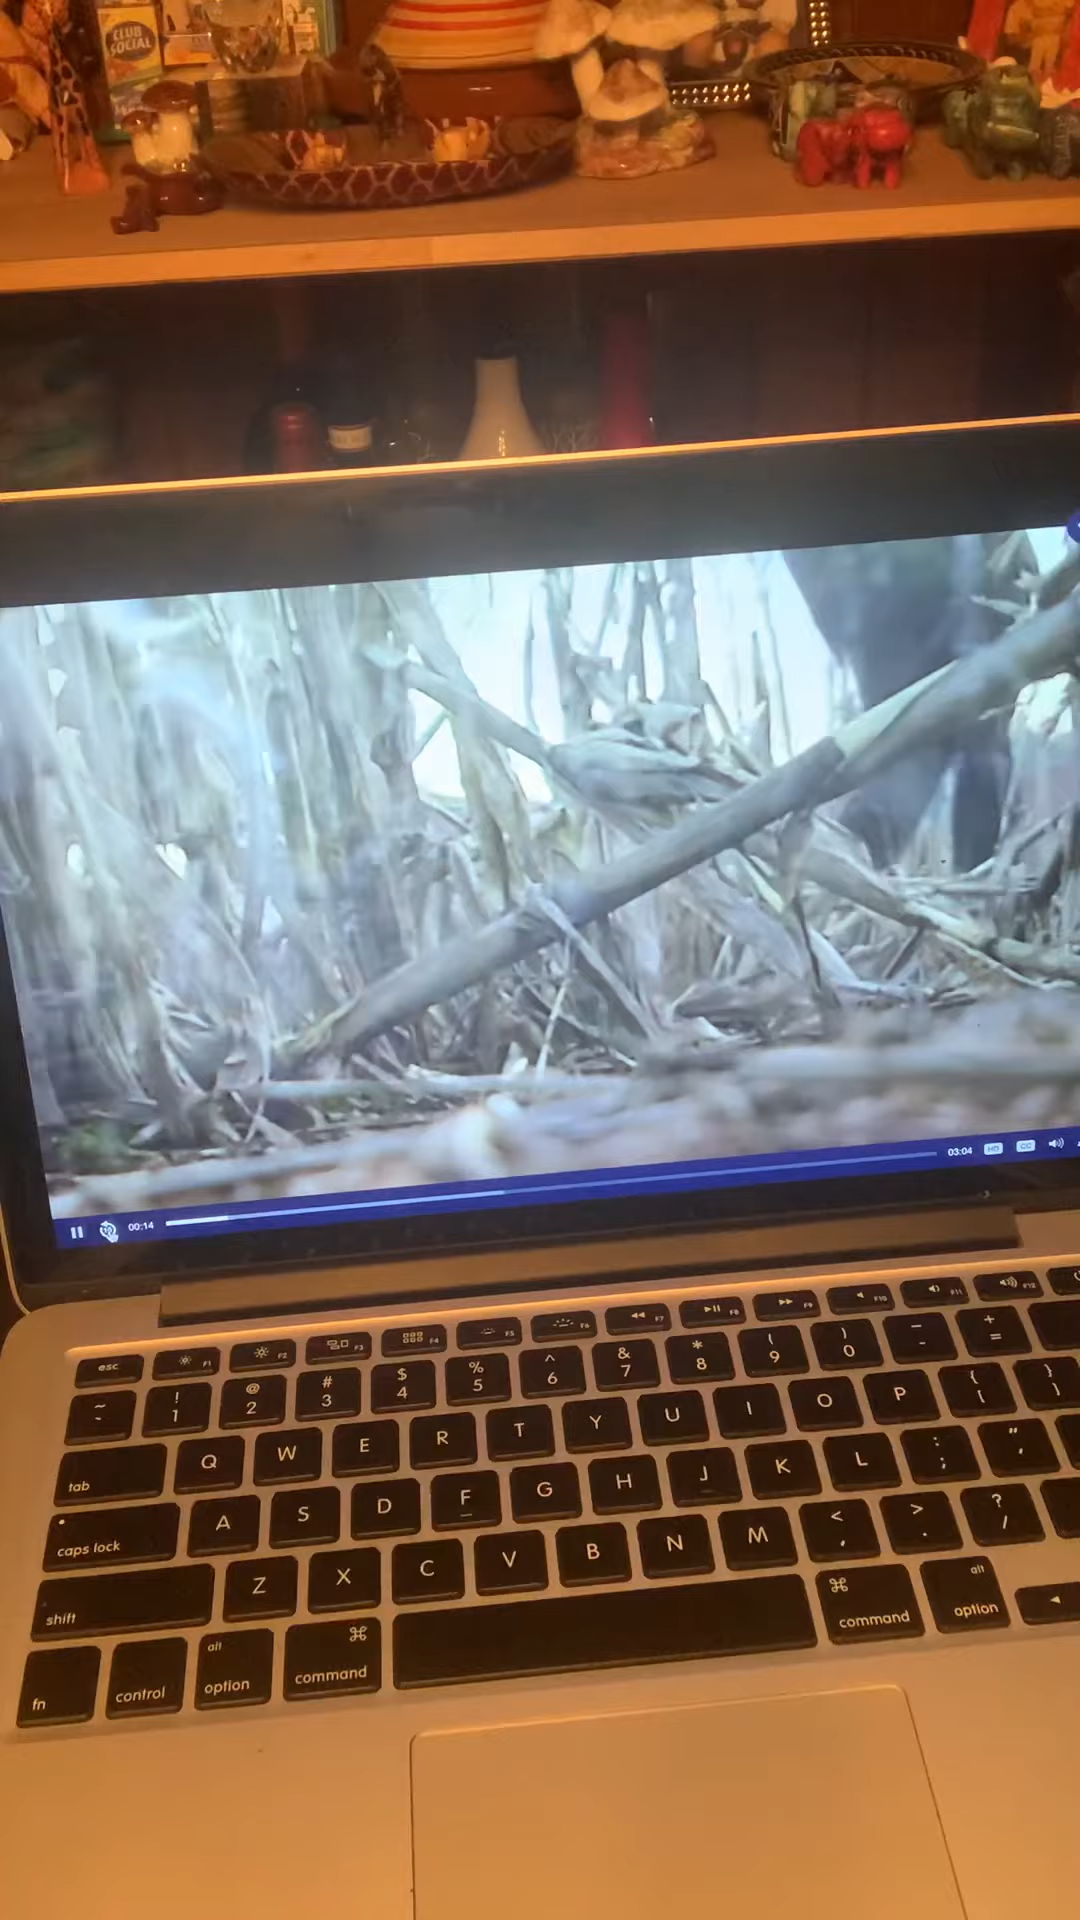 CLUB
SOCIAL
00:14
03:04
HD
CC
esc
F1
F2
F3
F4
F5
F6
F7
F8
F9
F10
F11
F12
~
! 1
@ 2
# 3
$ 4
% 5
^ 6
& 7
* 8
( 9
) 0
_ -
+ =
tab
Q W E R T Y U I O P { [ } ]
caps lock
A S D F G H J K L : ; " '
shift
Z X C V B N M < , > . ? /
fn
control
alt
option
⌘
command
⌘
command
alt
option